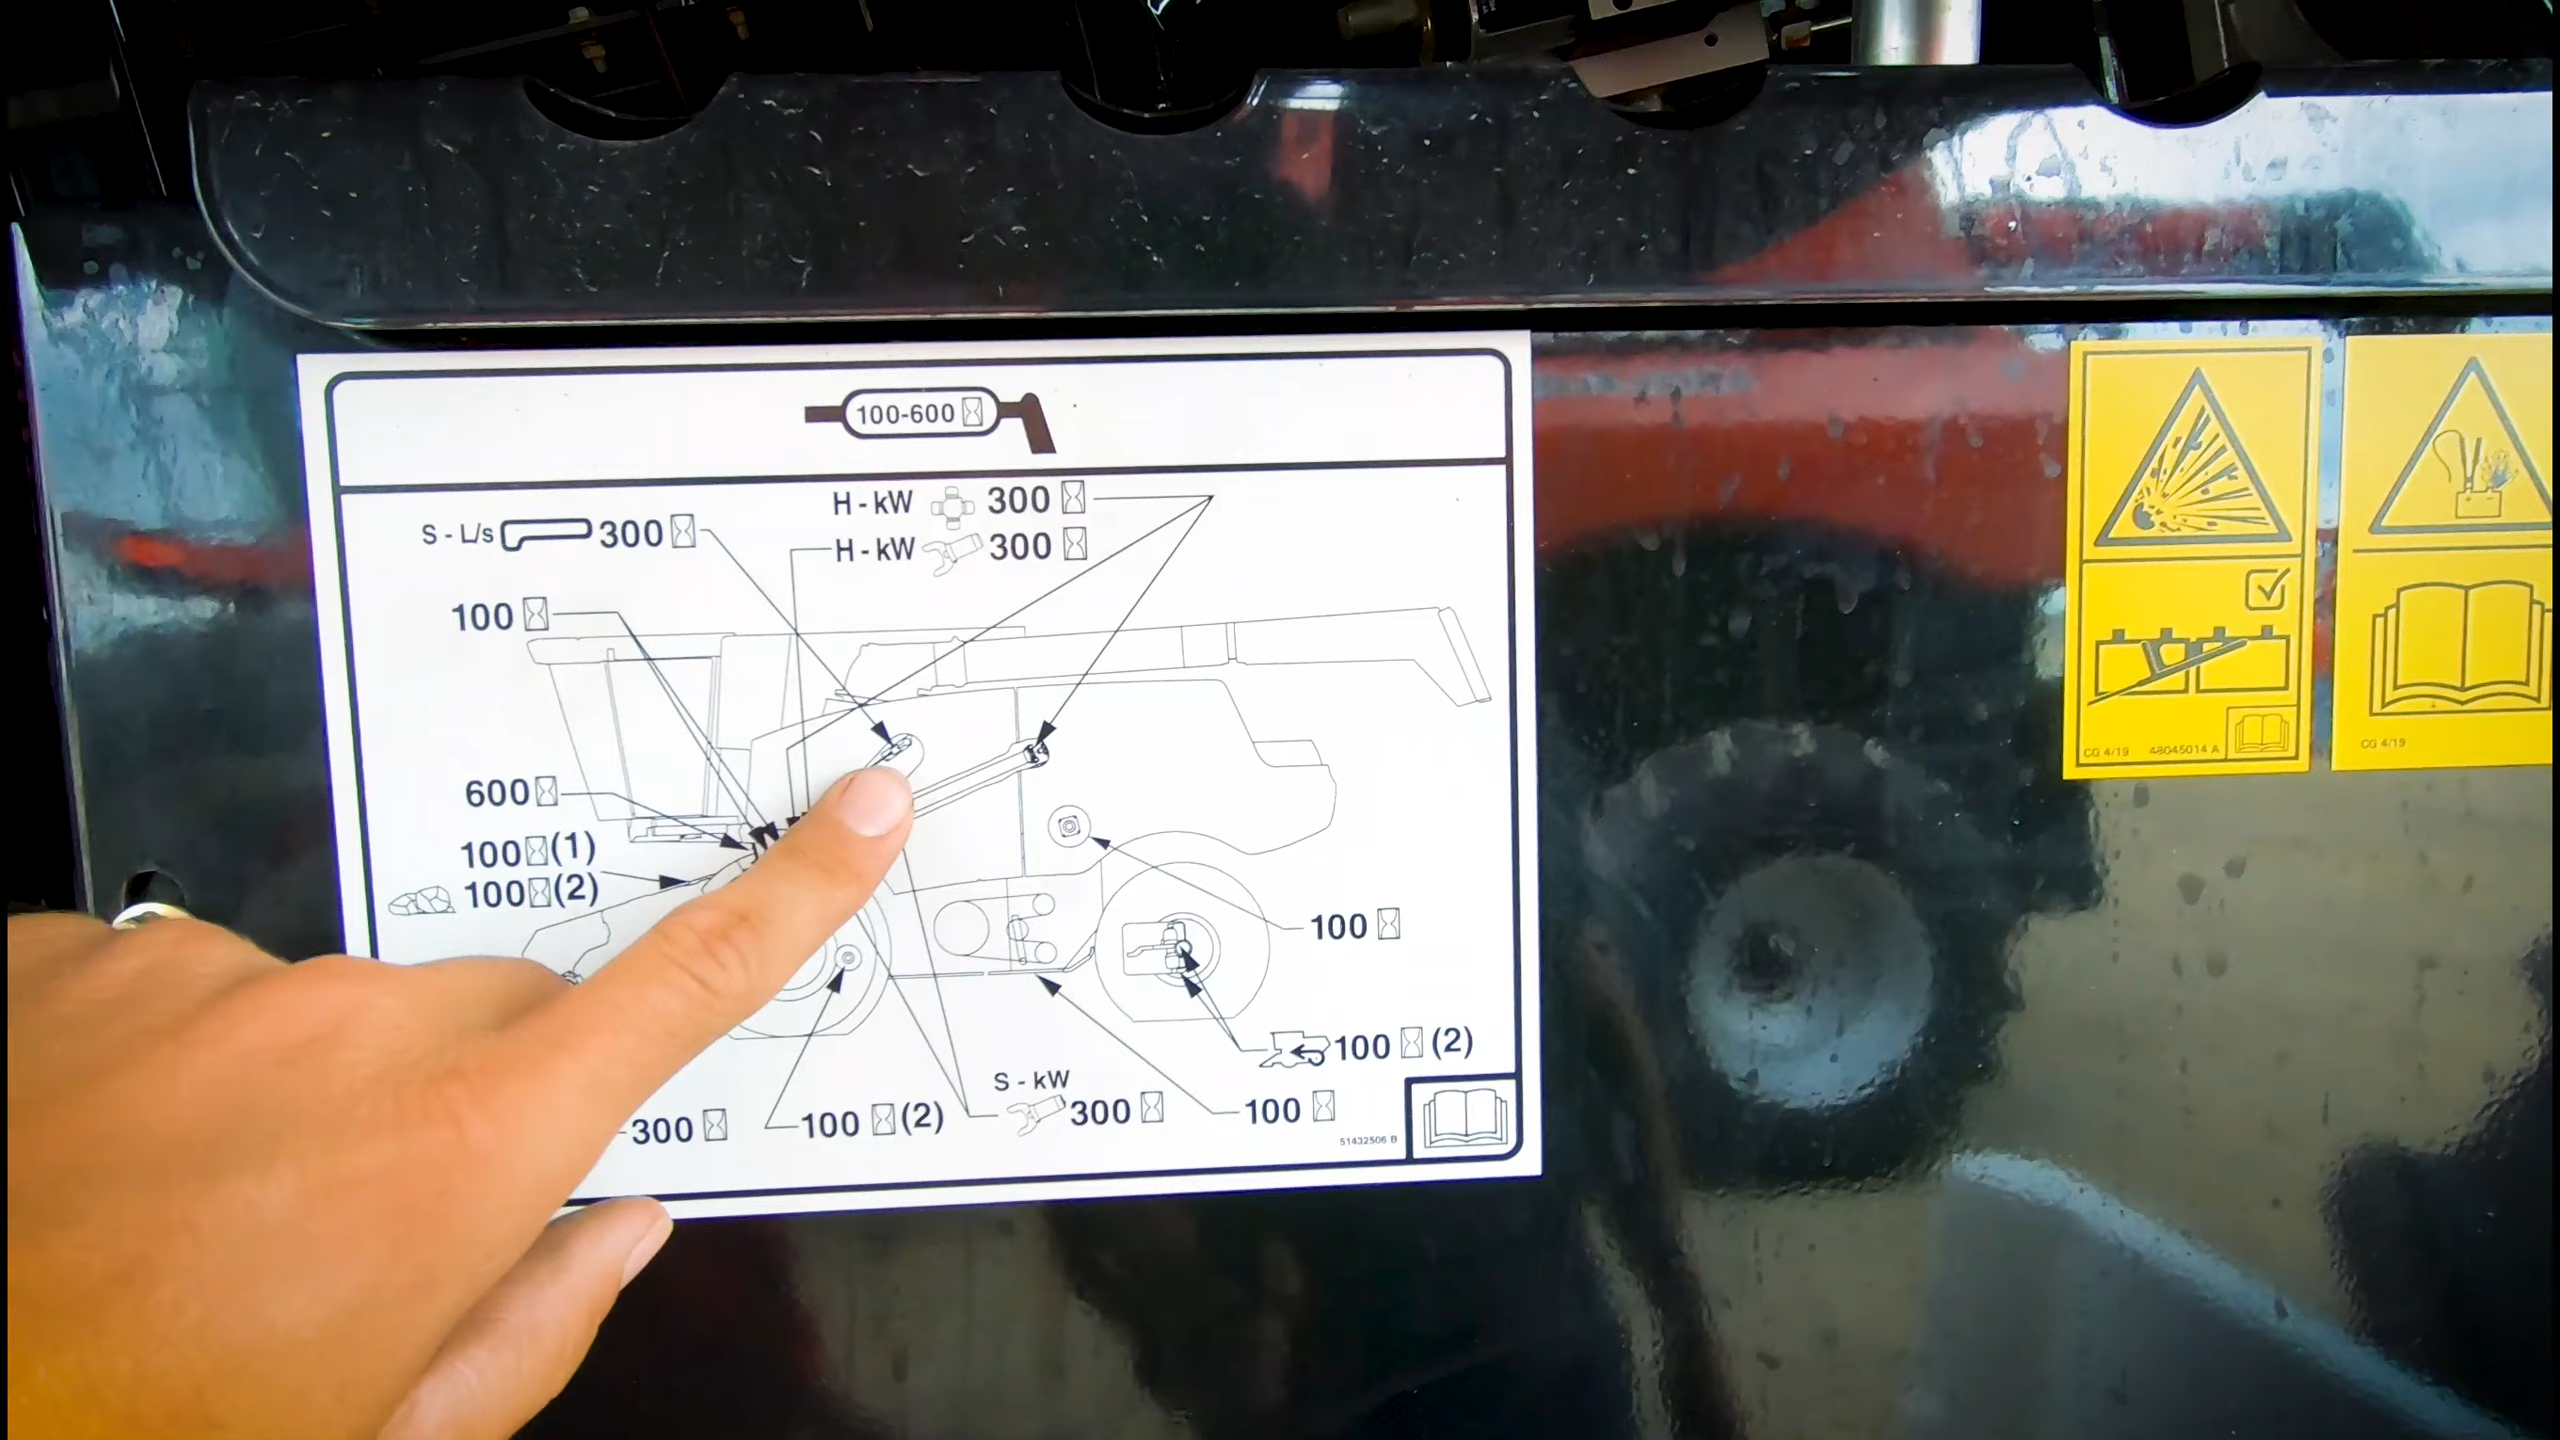 100-600
S - L/s 300
H - kW 300
H - kW 300
100
600
100 (1)
100 (2)
100
100 (2)
S - kW
300
100 (2)
300
100
51432506 B
CG 4/19 48045014 A
CG 4/19